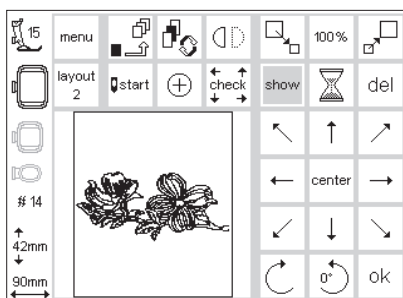 15 menu 100%
layout
2
start check show del
# 14
center
42mm
90mm
0° ok